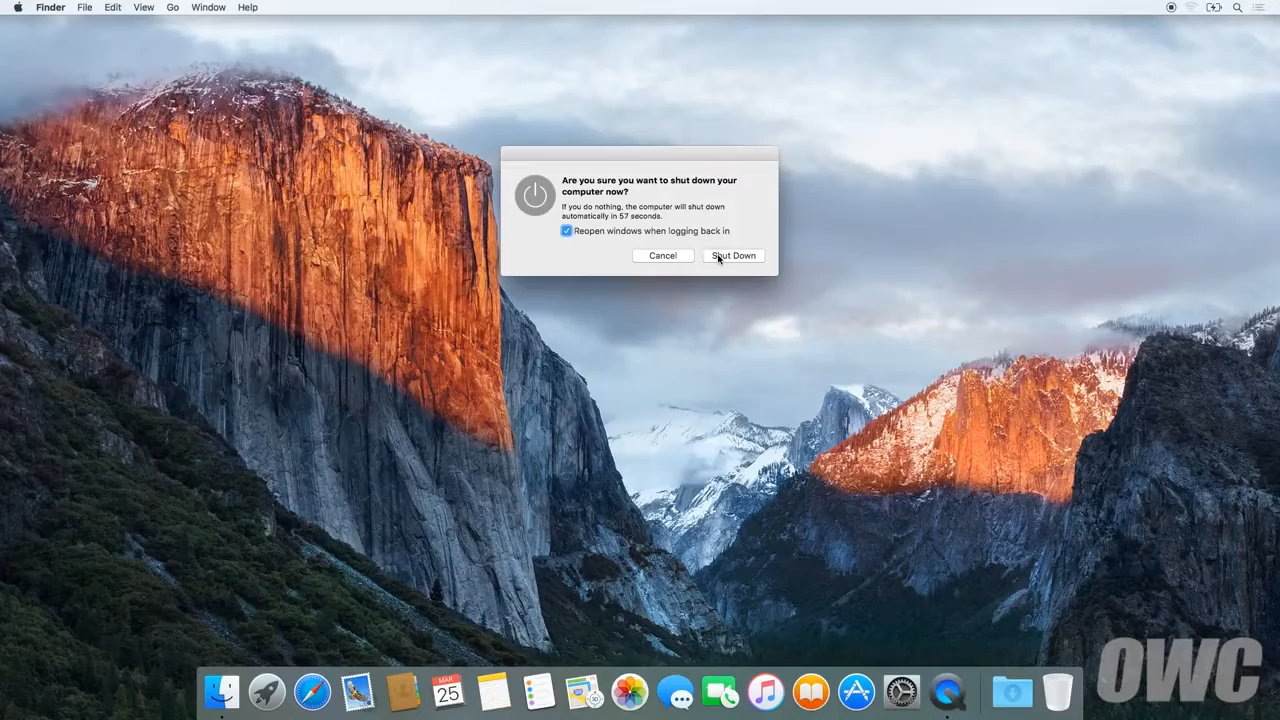 Finder File Edit View Go Window Help
Are you sure you want to shut down your
computer now?
If you do nothing, the computer will shut down
automatically in 57 seconds.
Reopen windows when logging back in
Cancel Shut Down
MAR
25
OWC